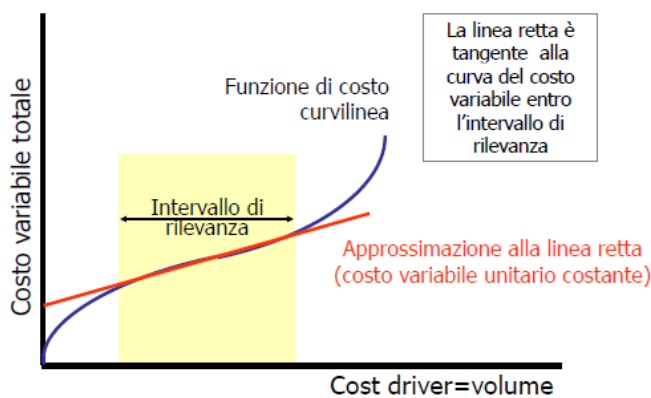 La linea retta è
tangente alla
curva del costo
variabile entro
l'intervallo di
rilevanza
Funzione di costo
curvilinea
Costo variabile totale
Intervallo di
rilevanza
Approssimazione alla linea retta
(costo variabile unitario costante)
Cost driver=volume